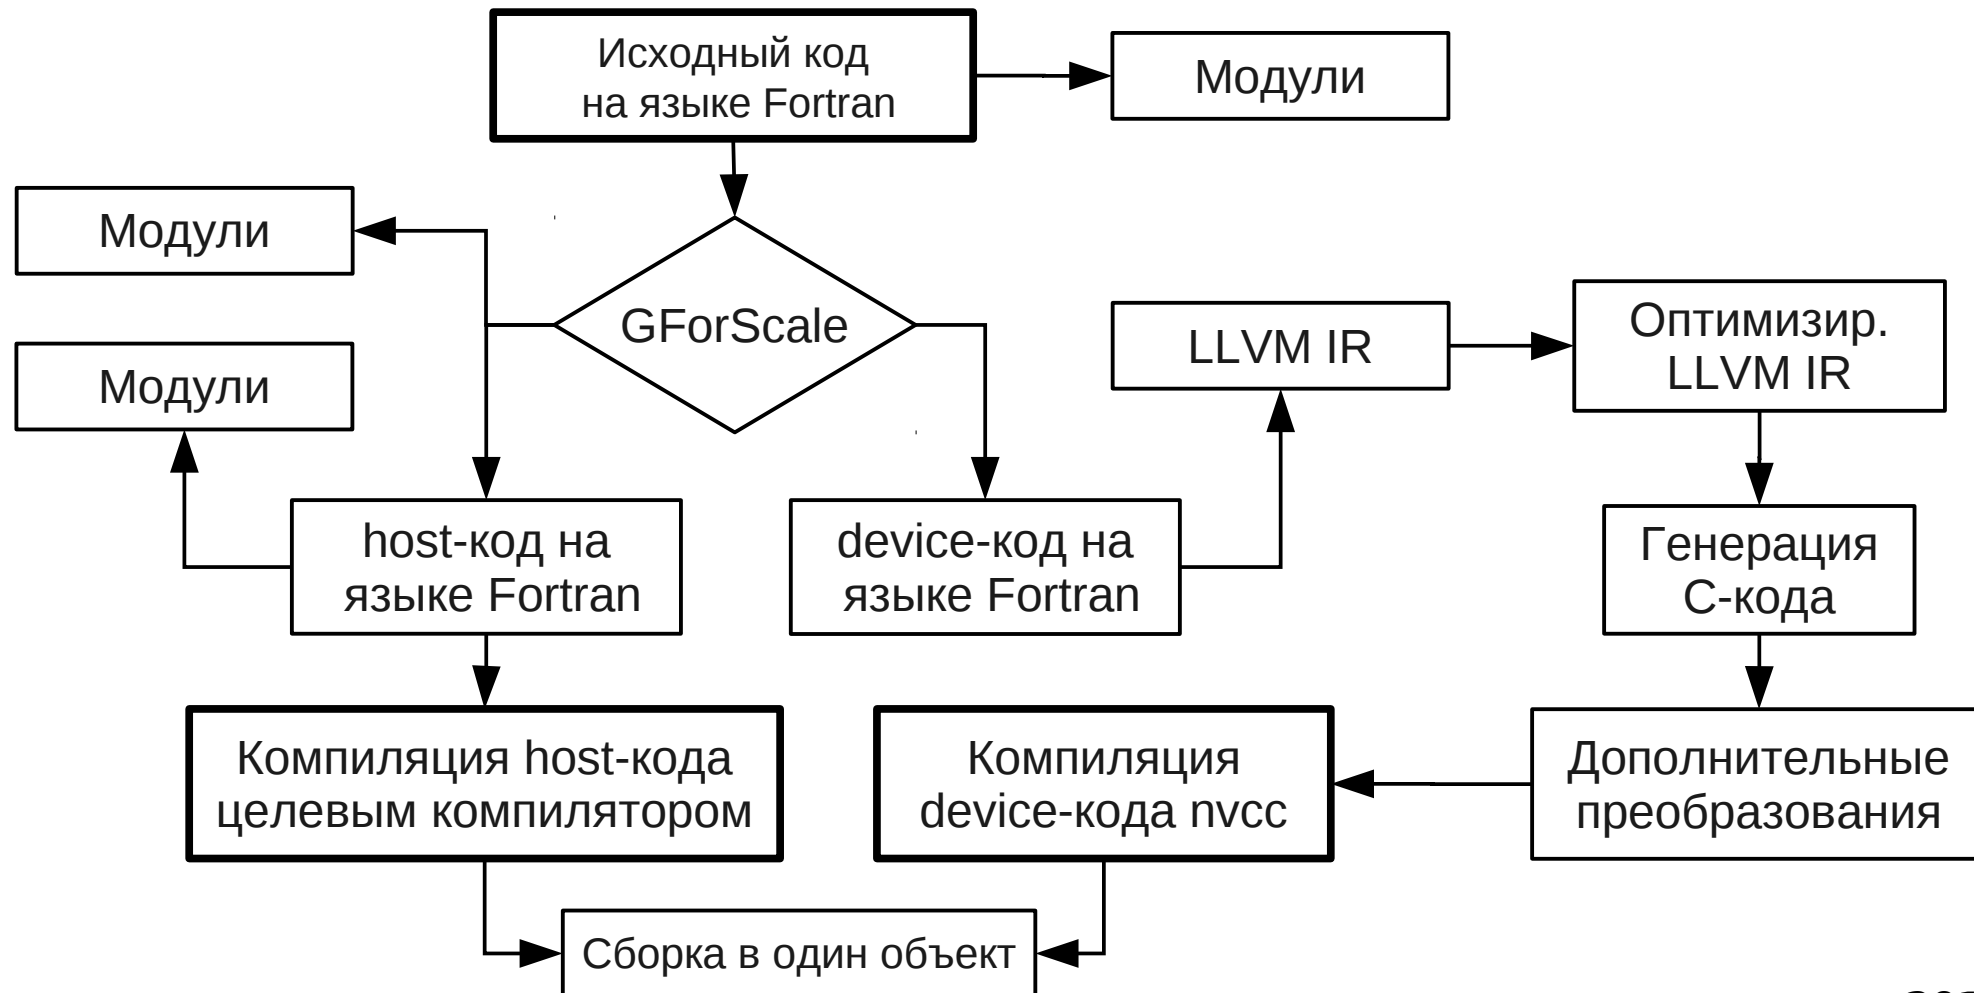 Исходный код
на языке Fortran
Модули
Модули
GForScale
LLVM IR
Оптимизир.
LLVM IR
Модули
host-код на
языке Fortran
device-код на
языке Fortran
Генерация
С-кода
Компиляция host-кода
целевым компилятором
Компиляция
device-кода nvcc
Дополнительные
преобразования
Сборка в один объект